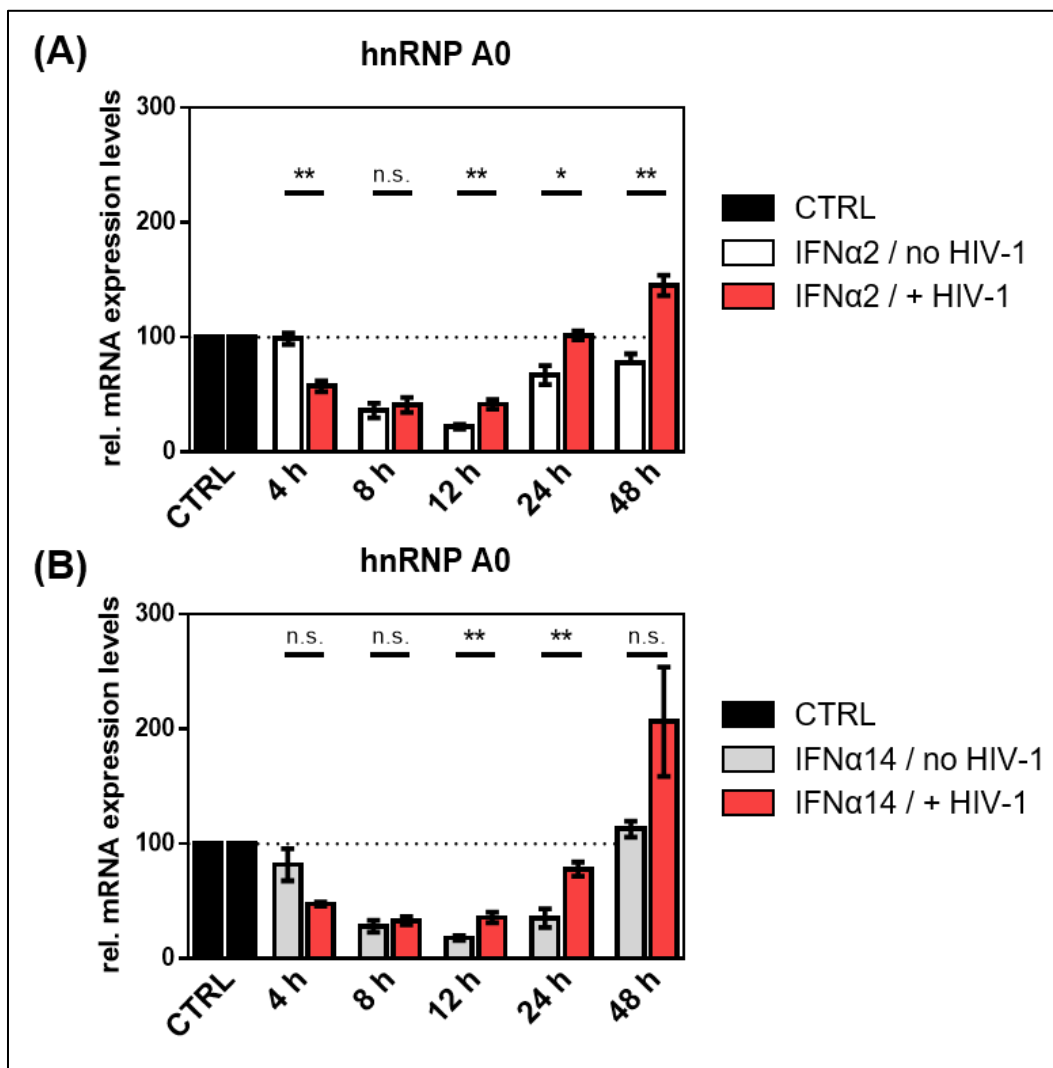 (A)
hnRNP A0
rel. mRNA expression levels
300
200
100
0
** n.s. ** * **
CTRL 4 h 8 h 12 h 24 h 48 h
CTRL
IFNα2 / no HIV-1
IFNα2 / + HIV-1
(B)
hnRNP A0
rel. mRNA expression levels
300
200
100
0
n.s. n.s. ** ** n.s.
CTRL 4 h 8 h 12 h 24 h 48 h
CTRL
IFNα14 / no HIV-1
IFNα14 / + HIV-1